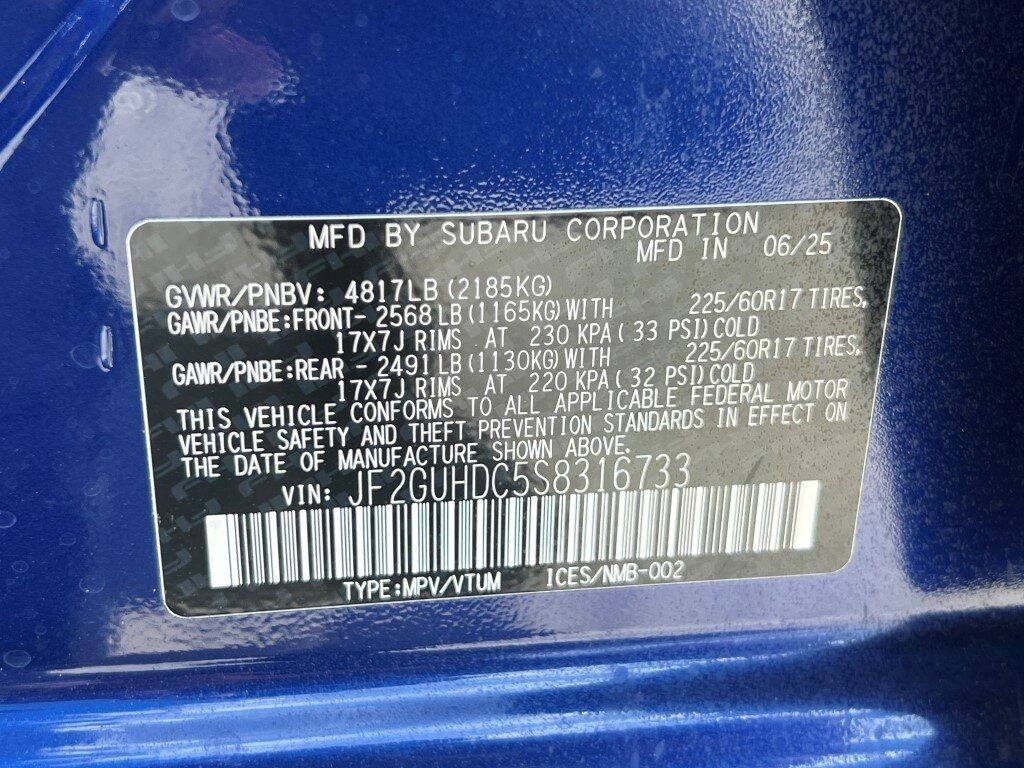 MFD BY SUBARU CORPORATION
MFD IN 06/25
GVWR/PNBV: 4817LB (2185KG)
GAWR/PNBE:FRONT- 2568 LB (1165KG) WITH 225/60R17 TIRES,
17X7J RIMS AT 230 KPA ( 33 PSI) COLD
GAWR/PNBE:REAR - 2491 LB (1130KG) WITH 225/60R17 TIRES,
17X7J RIMS AT 220 KPA ( 32 PSI) COLD
THIS VEHICLE CONFORMS TO ALL APPLICABLE FEDERAL MOTOR
VEHICLE SAFETY AND THEFT PREVENTION STANDARDS IN EFFECT ON
THE DATE OF MANUFACTURE SHOWN ABOVE.
VIN: JF2GUHDC5S8316733
TYPE:MPV/VTUM ICES/NMB-002